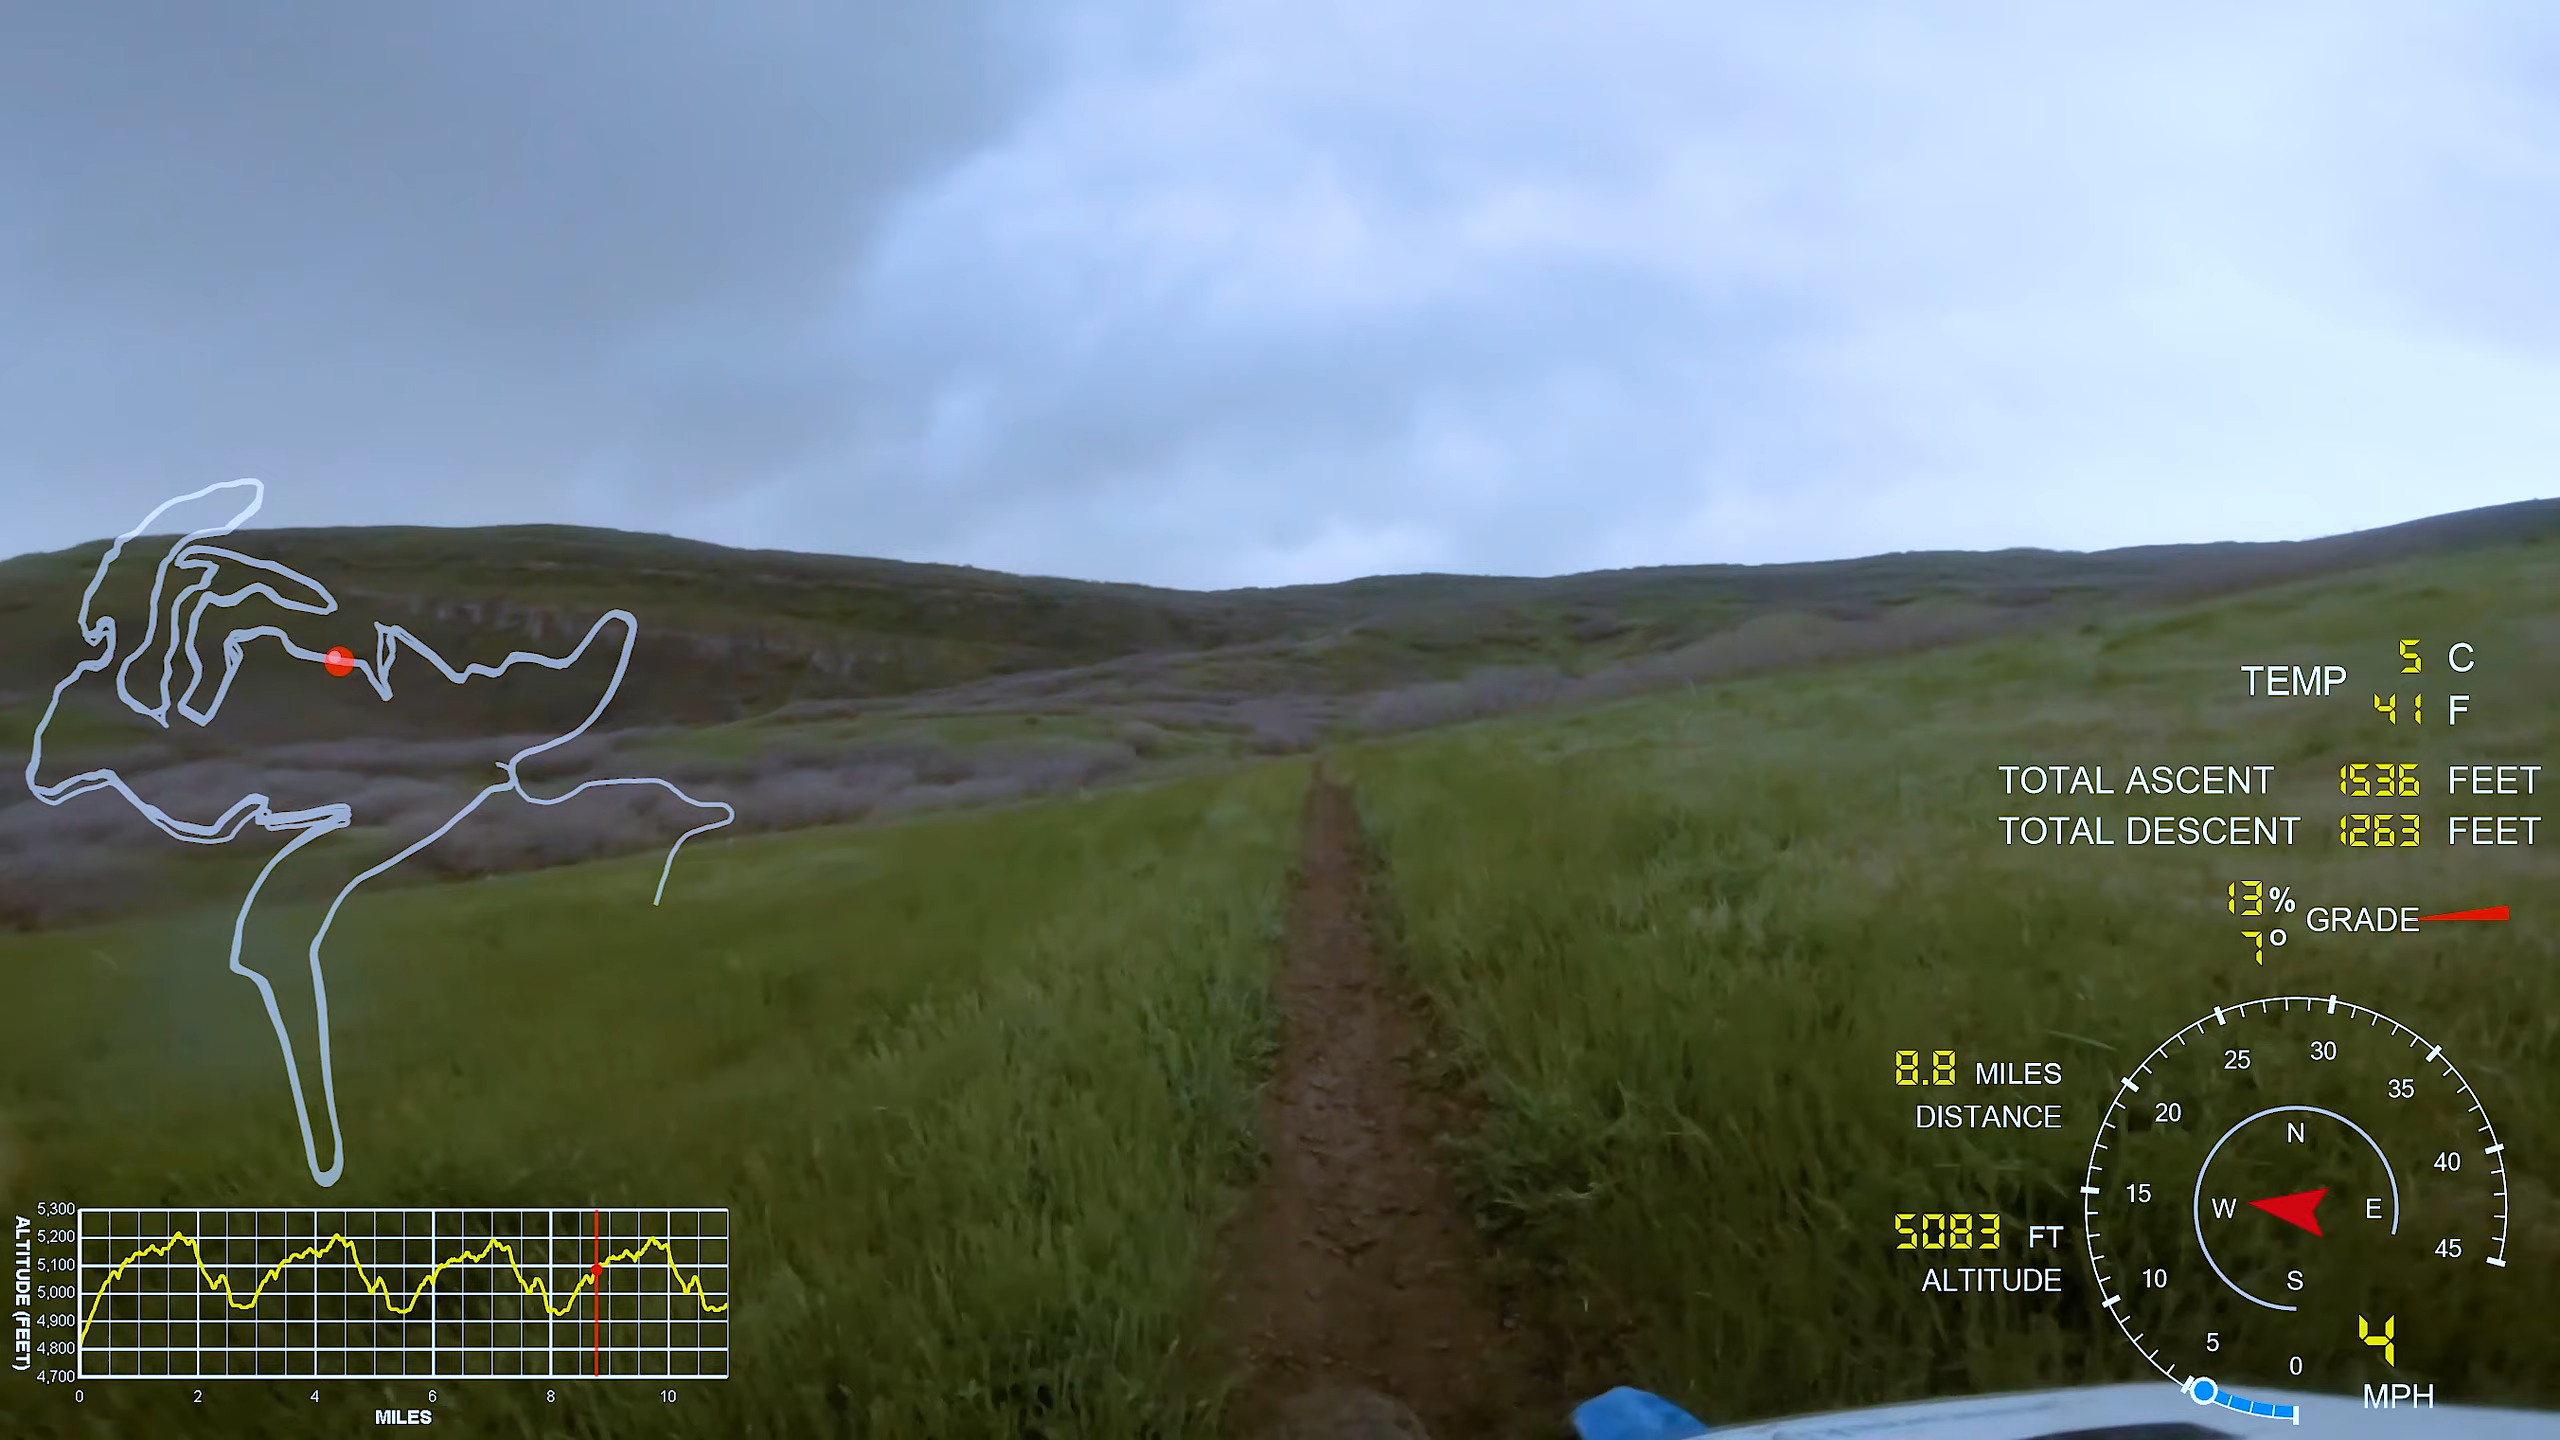 TEMP 5 C
41 F
TOTAL ASCENT 1536 FEET
TOTAL DESCENT 1263 FEET
13% GRADE
7°
8.8 MILES
DISTANCE
5083 FT
ALTITUDE
0 5 10 15 20 25 30 35 40 45
N
W E
S
4
MPH
ALTITUDE (FEET)
5,300
5,200
5,100
5,000
4,900
4,800
4,700
0 2 4 6 8 10
MILES